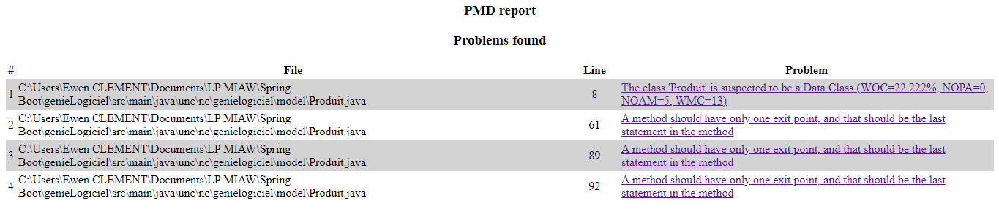 PMD report
Problems found
# File Line Problem
1 C:\Users\Ewen CLEMENT\Documents\LP MIAW\Spring Boot\genieLogiciel\src\main\java\unc\nc\genielogiciel\model\Produit.java 8 The class 'Produit' is suspected to be a Data Class (WOC=22.222%, NOPA=0, NOAM=5, WMC=13)
2 C:\Users\Ewen CLEMENT\Documents\LP MIAW\Spring Boot\genieLogiciel\src\main\java\unc\nc\genielogiciel\model\Produit.java 61 A method should have only one exit point, and that should be the last statement in the method
3 C:\Users\Ewen CLEMENT\Documents\LP MIAW\Spring Boot\genieLogiciel\src\main\java\unc\nc\genielogiciel\model\Produit.java 89 A method should have only one exit point, and that should be the last statement in the method
4 C:\Users\Ewen CLEMENT\Documents\LP MIAW\Spring Boot\genieLogiciel\src\main\java\unc\nc\genielogiciel\model\Produit.java 92 A method should have only one exit point, and that should be the last statement in the method